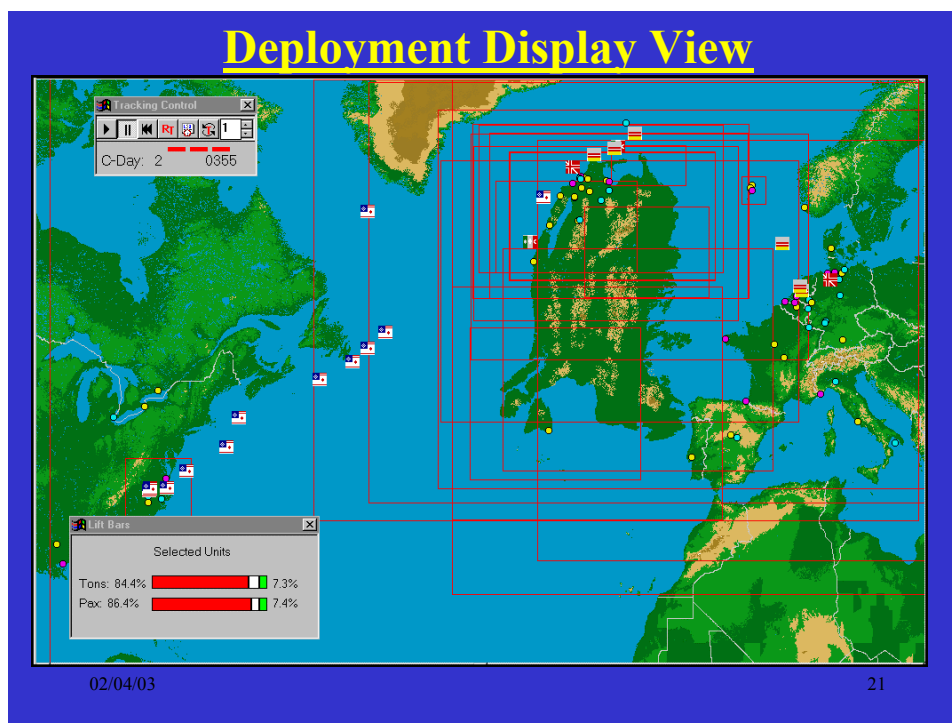 Deployment Display View
Tracking Control
RT
1
C-Day: 2 0355
Lift Bars
Selected Units
Tons: 84.4% 7.3%
Pax: 86.4% 7.4%
02/04/03
21